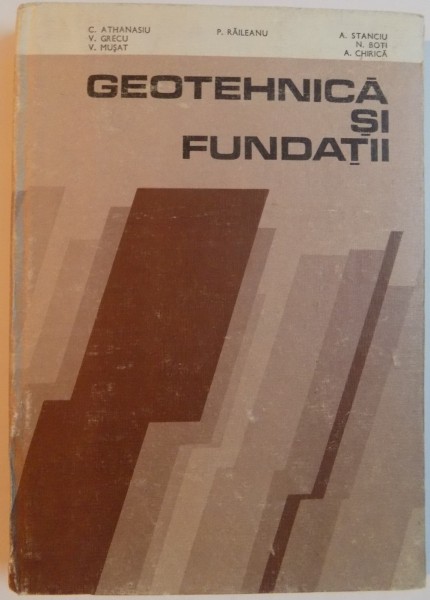 C. ATHANASIU
V. GRECU
V. MUȘAT
P. RĂILEANU
A. STANCIU
N. BOȚI
A. CHIRICĂ
GEOTEHNICĂ
ȘI
FUNDAȚII